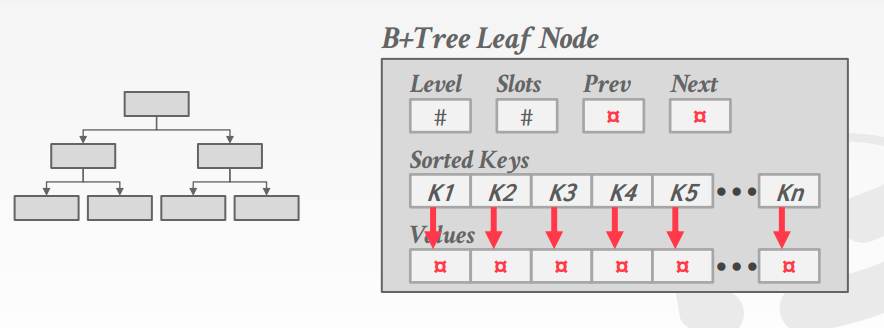 B+Tree Leaf Node
Level Slots Prev Next
# # ¤ ¤
Sorted Keys
K1 K2 K3 K4 K5 ••• Kn
Values
¤ ¤ ¤ ¤ ¤ ••• ¤